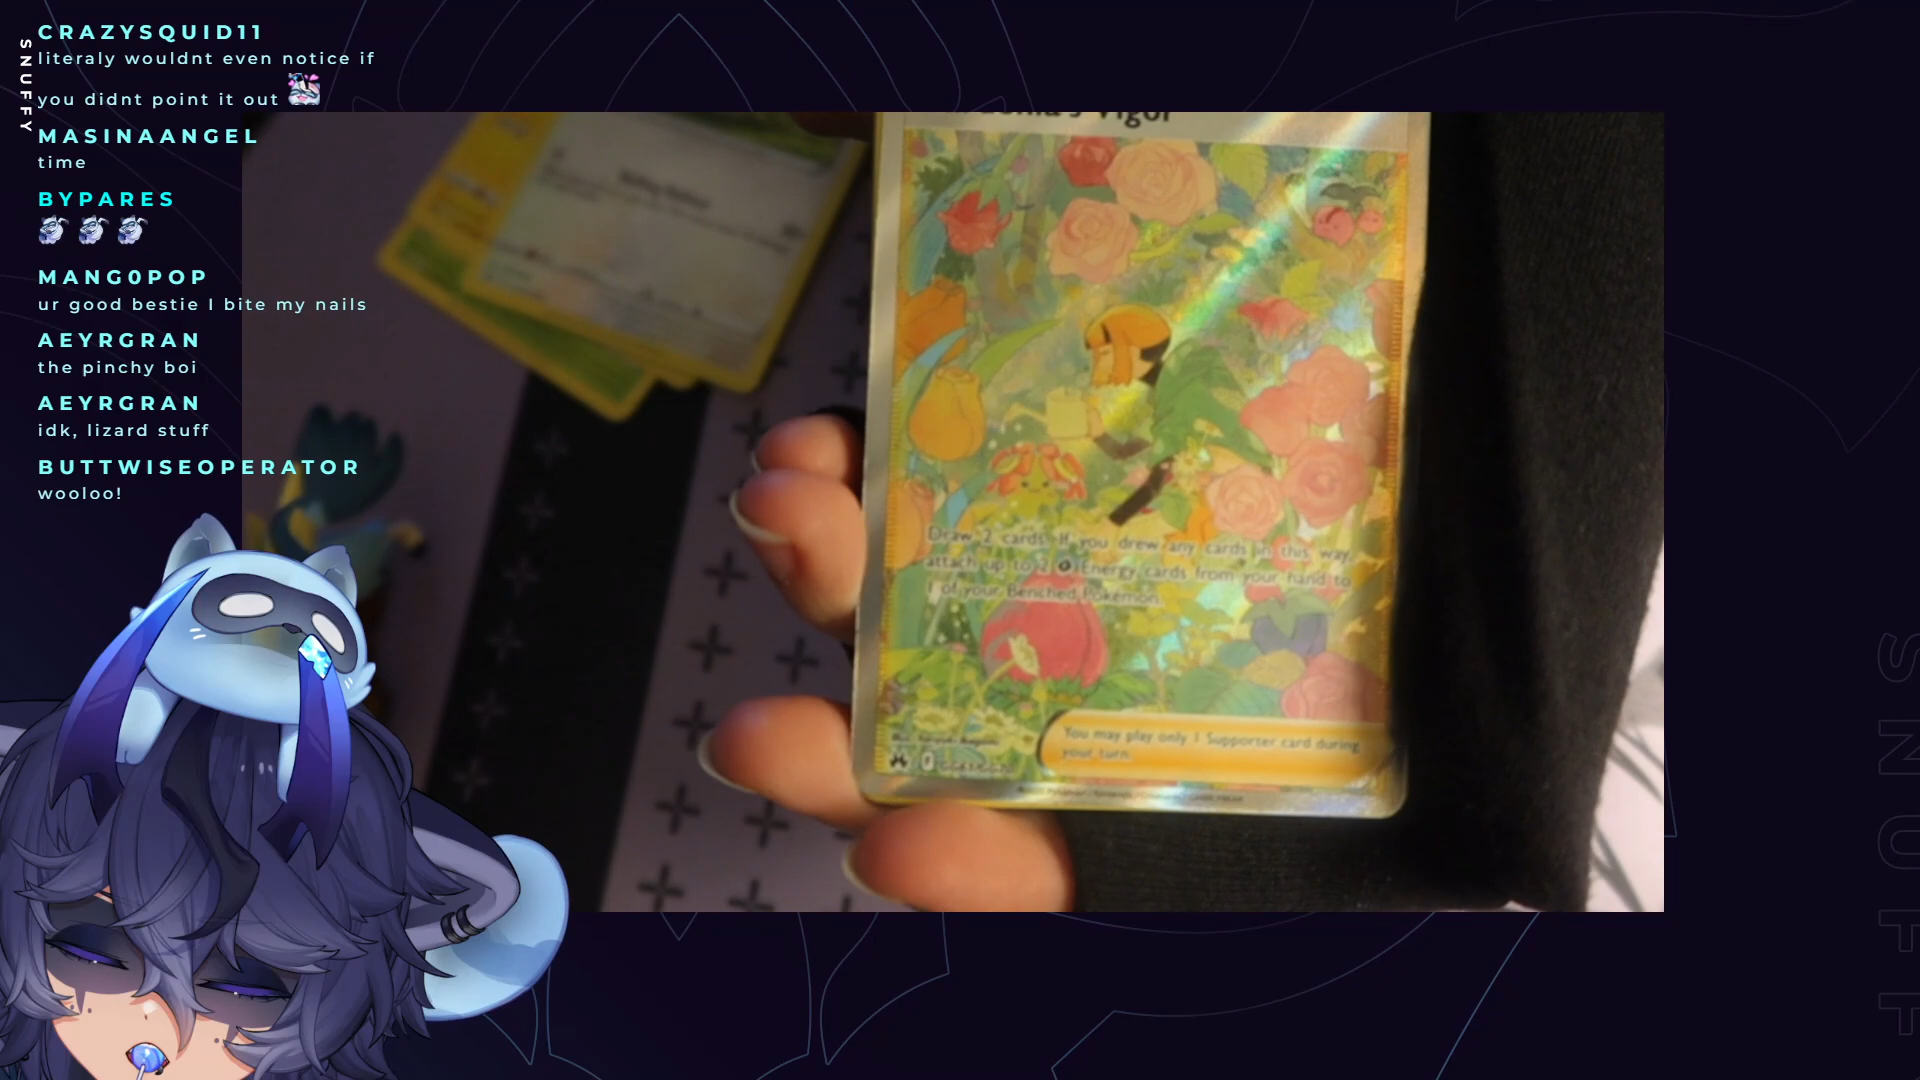 SNUFFY
CRAZYSQUID11
literaly wouldnt even notice if
you didnt point it out
MASINAANGEL
time
BYPARES
MANG0POP
ur good bestie I bite my nails
AEYRGRAN
the pinchy boi
AEYRGRAN
idk, lizard stuff
BUTTWISEOPERATOR
wooloo!
Vigor
Draw 2 cards. If you drew any cards in this way,
attach up to 2 Energy cards from your hand to
1 of your Benched Pokémon.
You may play only 1 Supporter card during
your turn.
SNUFF